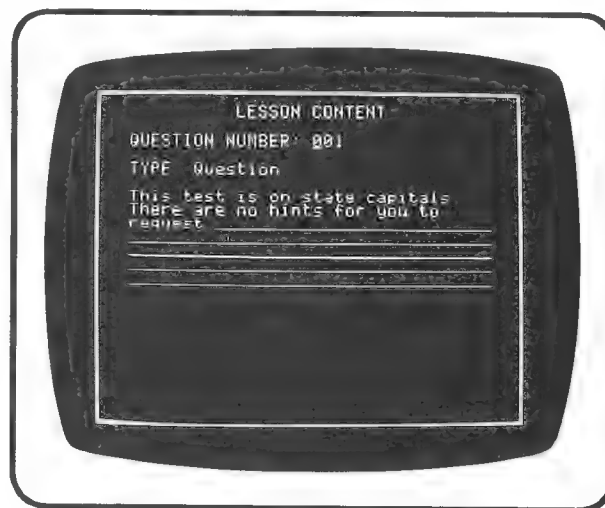 LESSON CONTENT
QUESTION NUMBER: 001
TYPE Question
This test is on state capitals
There are no hints for you to
request